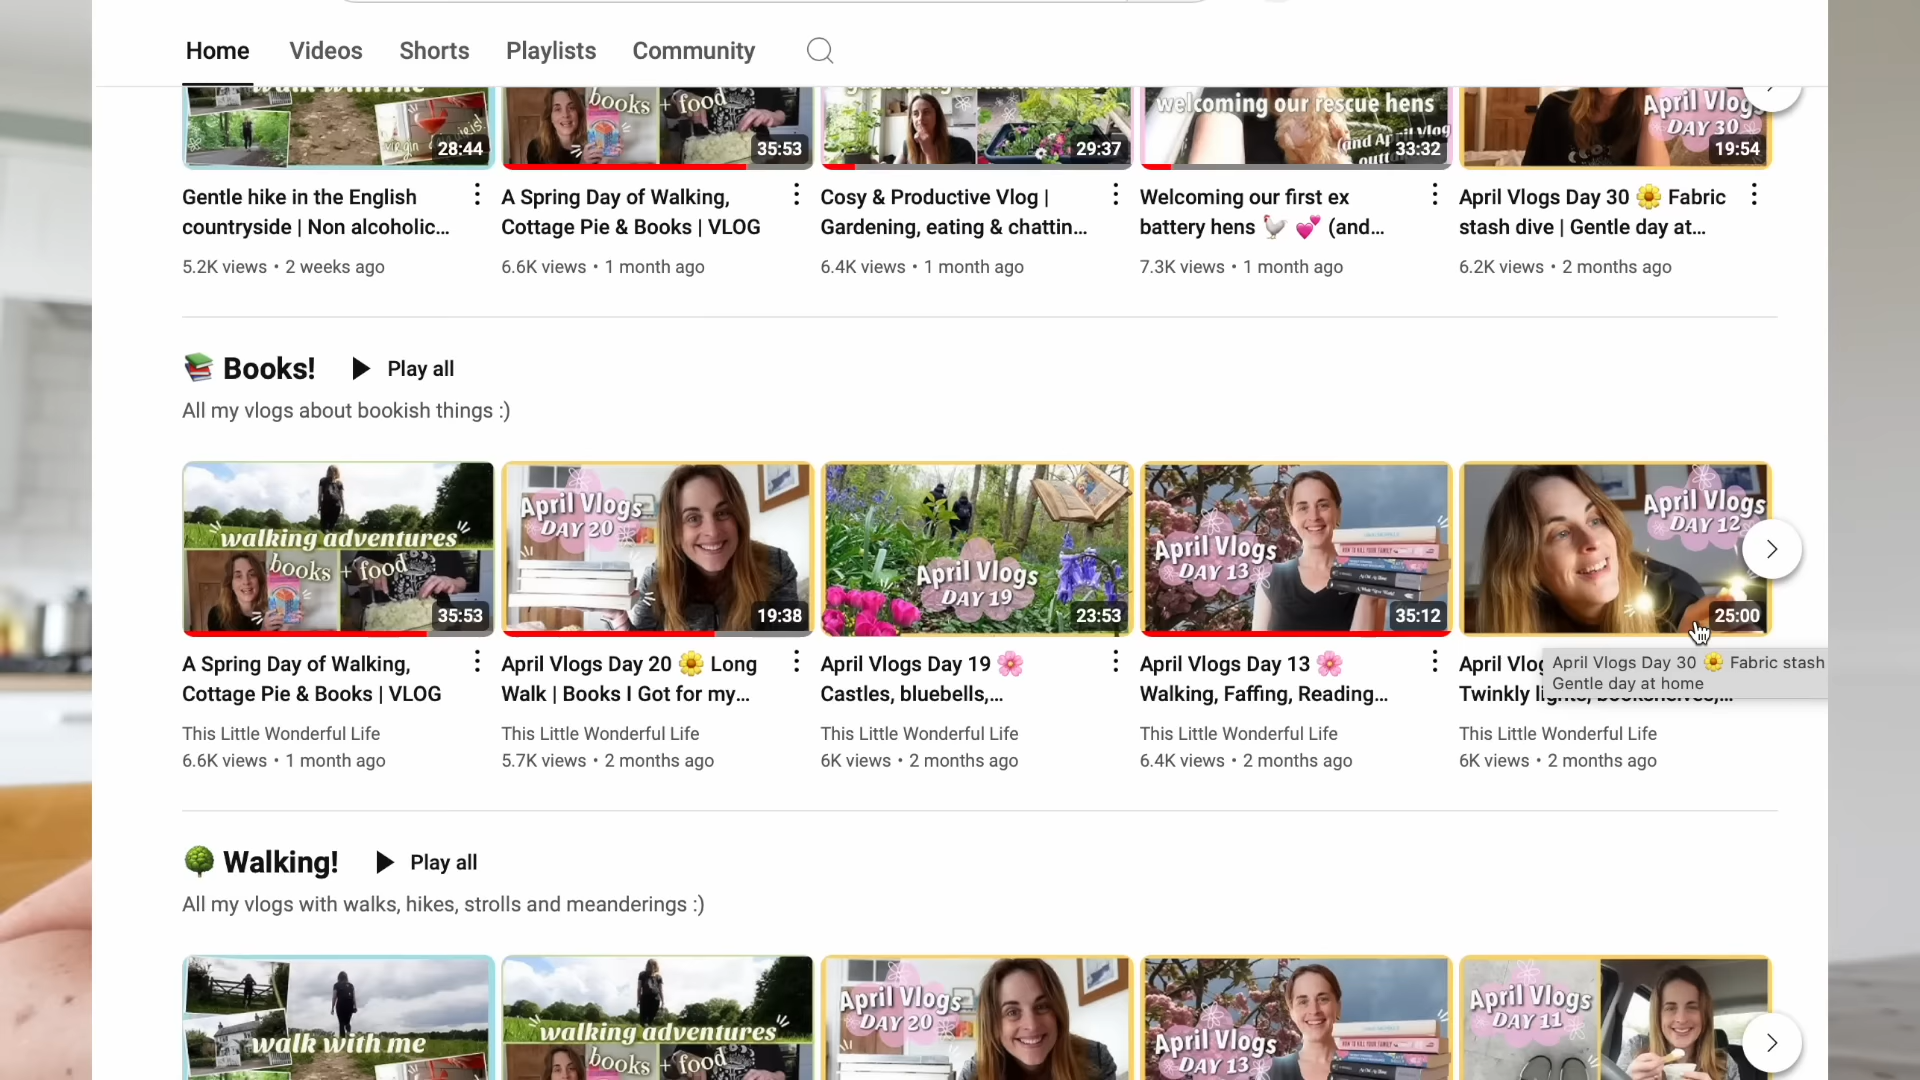 Home Videos Shorts Playlists Community
walk with me
28:44
books + food
35:53
29:37
welcoming our rescue hens
(and April vlog
33:32
April Vlogs
DAY 30
19:54
Gentle hike in the English
countryside | Non alcoholic...
5.2K views • 2 weeks ago
A Spring Day of Walking,
Cottage Pie & Books | VLOG
6.6K views • 1 month ago
Cosy & Productive Vlog |
Gardening, eating & chattin...
6.4K views • 1 month ago
Welcoming our first ex
battery hens 🐓 💕 (and...
7.3K views • 1 month ago
April Vlogs Day 30 🌼 Fabric
stash dive | Gentle day at...
6.2K views • 2 months ago
📚 Books! Play all
All my vlogs about bookish things :)
walking adventures
books + food
35:53
April Vlogs
DAY 20
19:38
April Vlogs
DAY 19
23:53
April Vlogs
DAY 13
HOW TO KILL YOUR FAMILY
35:12
April Vlogs
DAY 12
25:00
A Spring Day of Walking,
Cottage Pie & Books | VLOG
This Little Wonderful Life
6.6K views • 1 month ago
April Vlogs Day 20 🌼 Long
Walk | Books I Got for my...
This Little Wonderful Life
5.7K views • 2 months ago
April Vlogs Day 19 🌸
Castles, bluebells,...
This Little Wonderful Life
6K views • 2 months ago
April Vlogs Day 13 🌸
Walking, Faffing, Reading...
This Little Wonderful Life
6.4K views • 2 months ago
April Vlog
Twinkly lights, bookshelves,...
This Little Wonderful Life
6K views • 2 months ago
April Vlogs Day 30 🌼 Fabric stash
Gentle day at home
🌳 Walking! Play all
All my vlogs with walks, hikes, strolls and meanderings :)
walk with me
walking adventures
books + food
April Vlogs
DAY 20
April Vlogs
DAY 13
April Vlogs
DAY 11